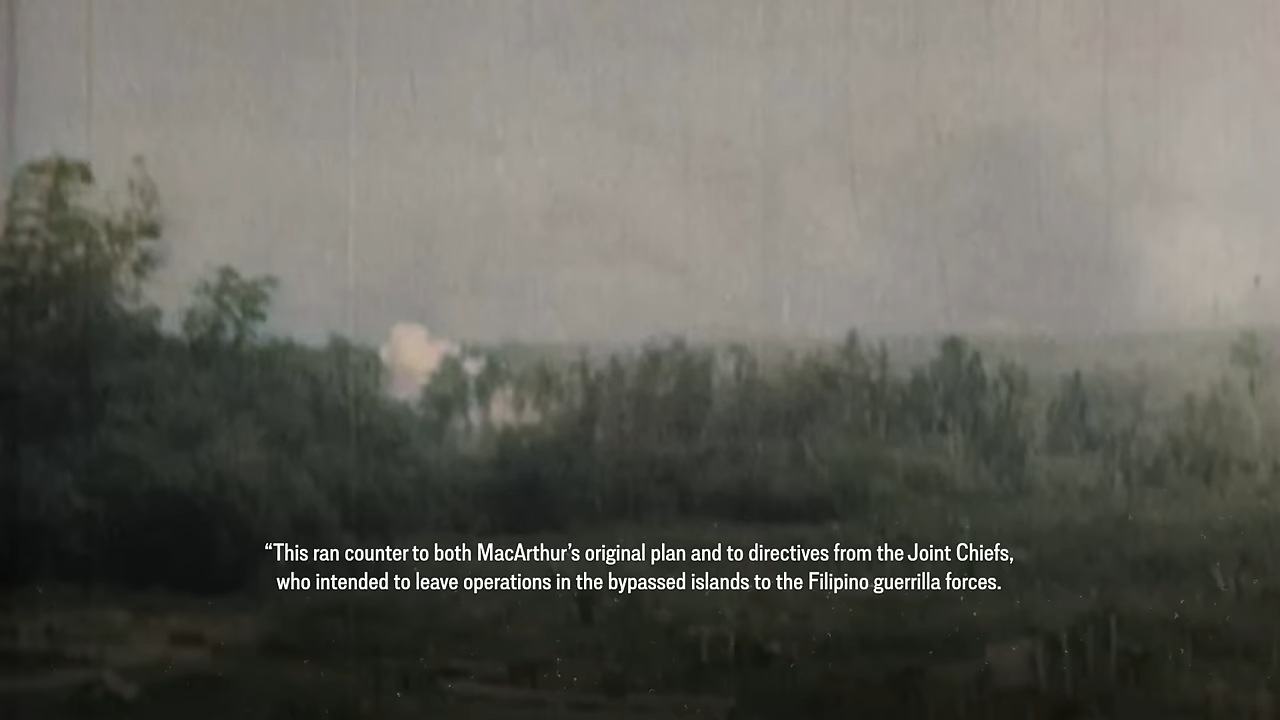 “This ran counter to both MacArthur’s original plan and to directives from the Joint Chiefs,
who intended to leave operations in the bypassed islands to the Filipino guerrilla forces.